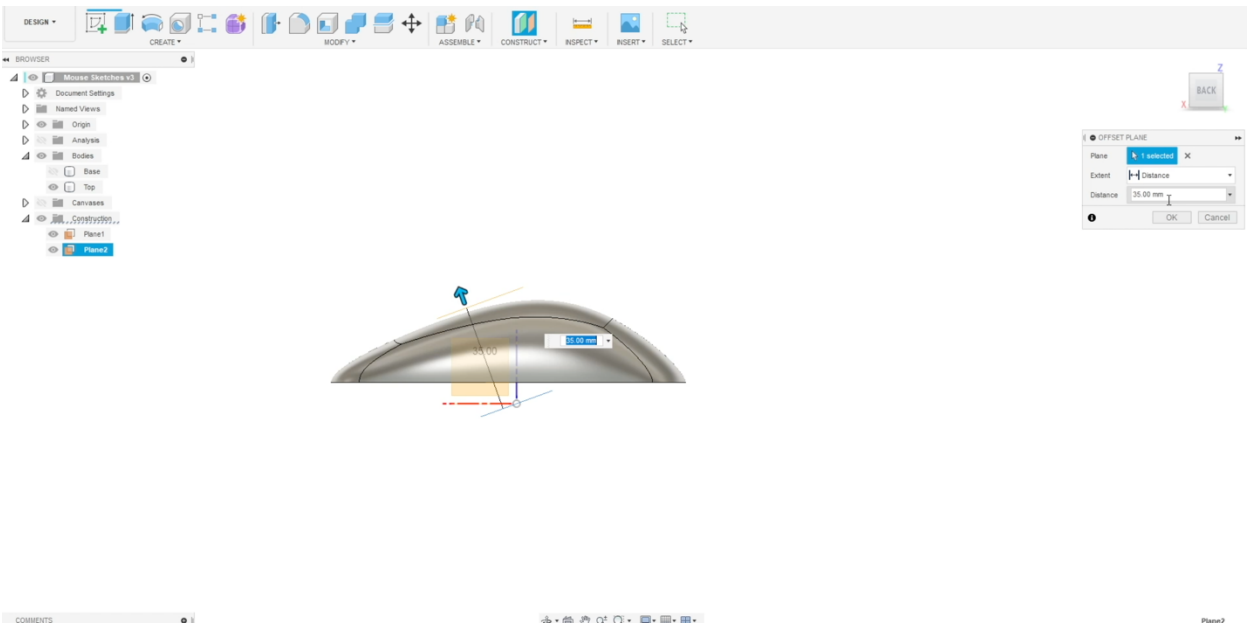 DESIGN
CREATE
MODIFY
ASSEMBLE
CONSTRUCT
INSPECT
INSERT
SELECT
BROWSER
Mouse Sketches v3
Document Settings
Named Views
Origin
Analysis
Bodies
Base
Top
Canvases
Construction
Plane1
Plane2
Z
BACK
X
OFFSET PLANE
Plane 1 selected
Extent Distance
Distance 35.00 mm
OK Cancel
35.00 mm
35.00
COMMENTS
Plane2